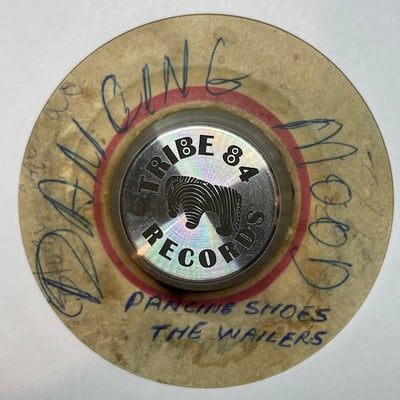 DANCING MOOD
TRIBE 84
RECORDS
DANCING SHOES
THE WAILERS